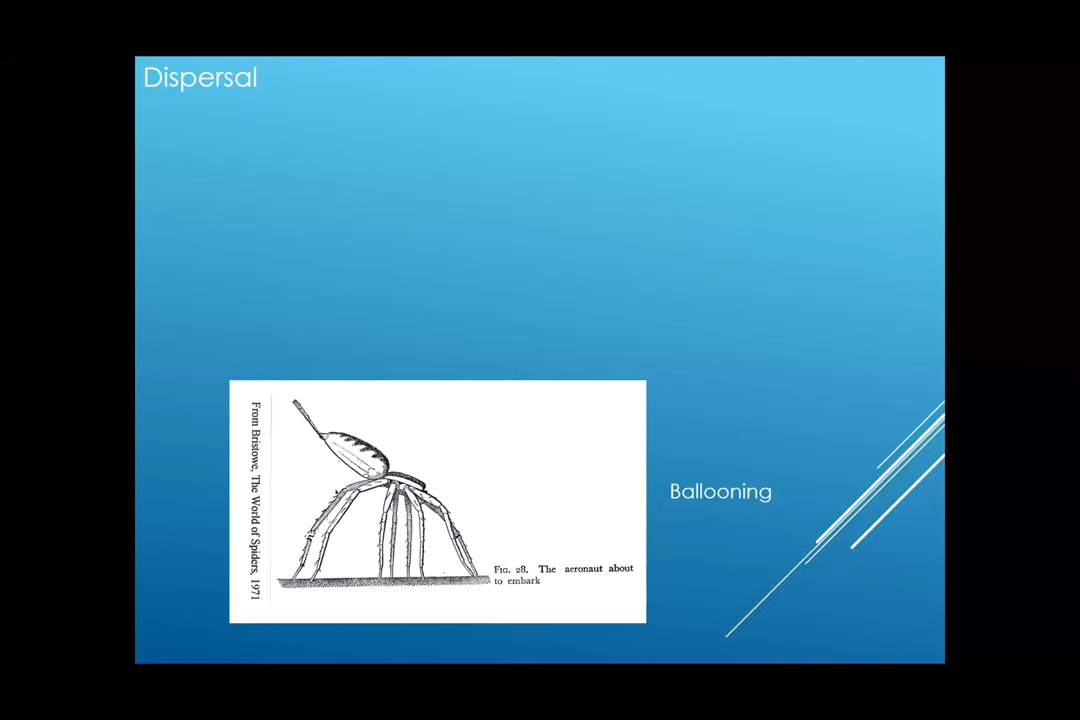 Dispersal
From Bristowe, The World of Spiders, 1971
FIG. 28. The aeronaut about
to embark
Ballooning